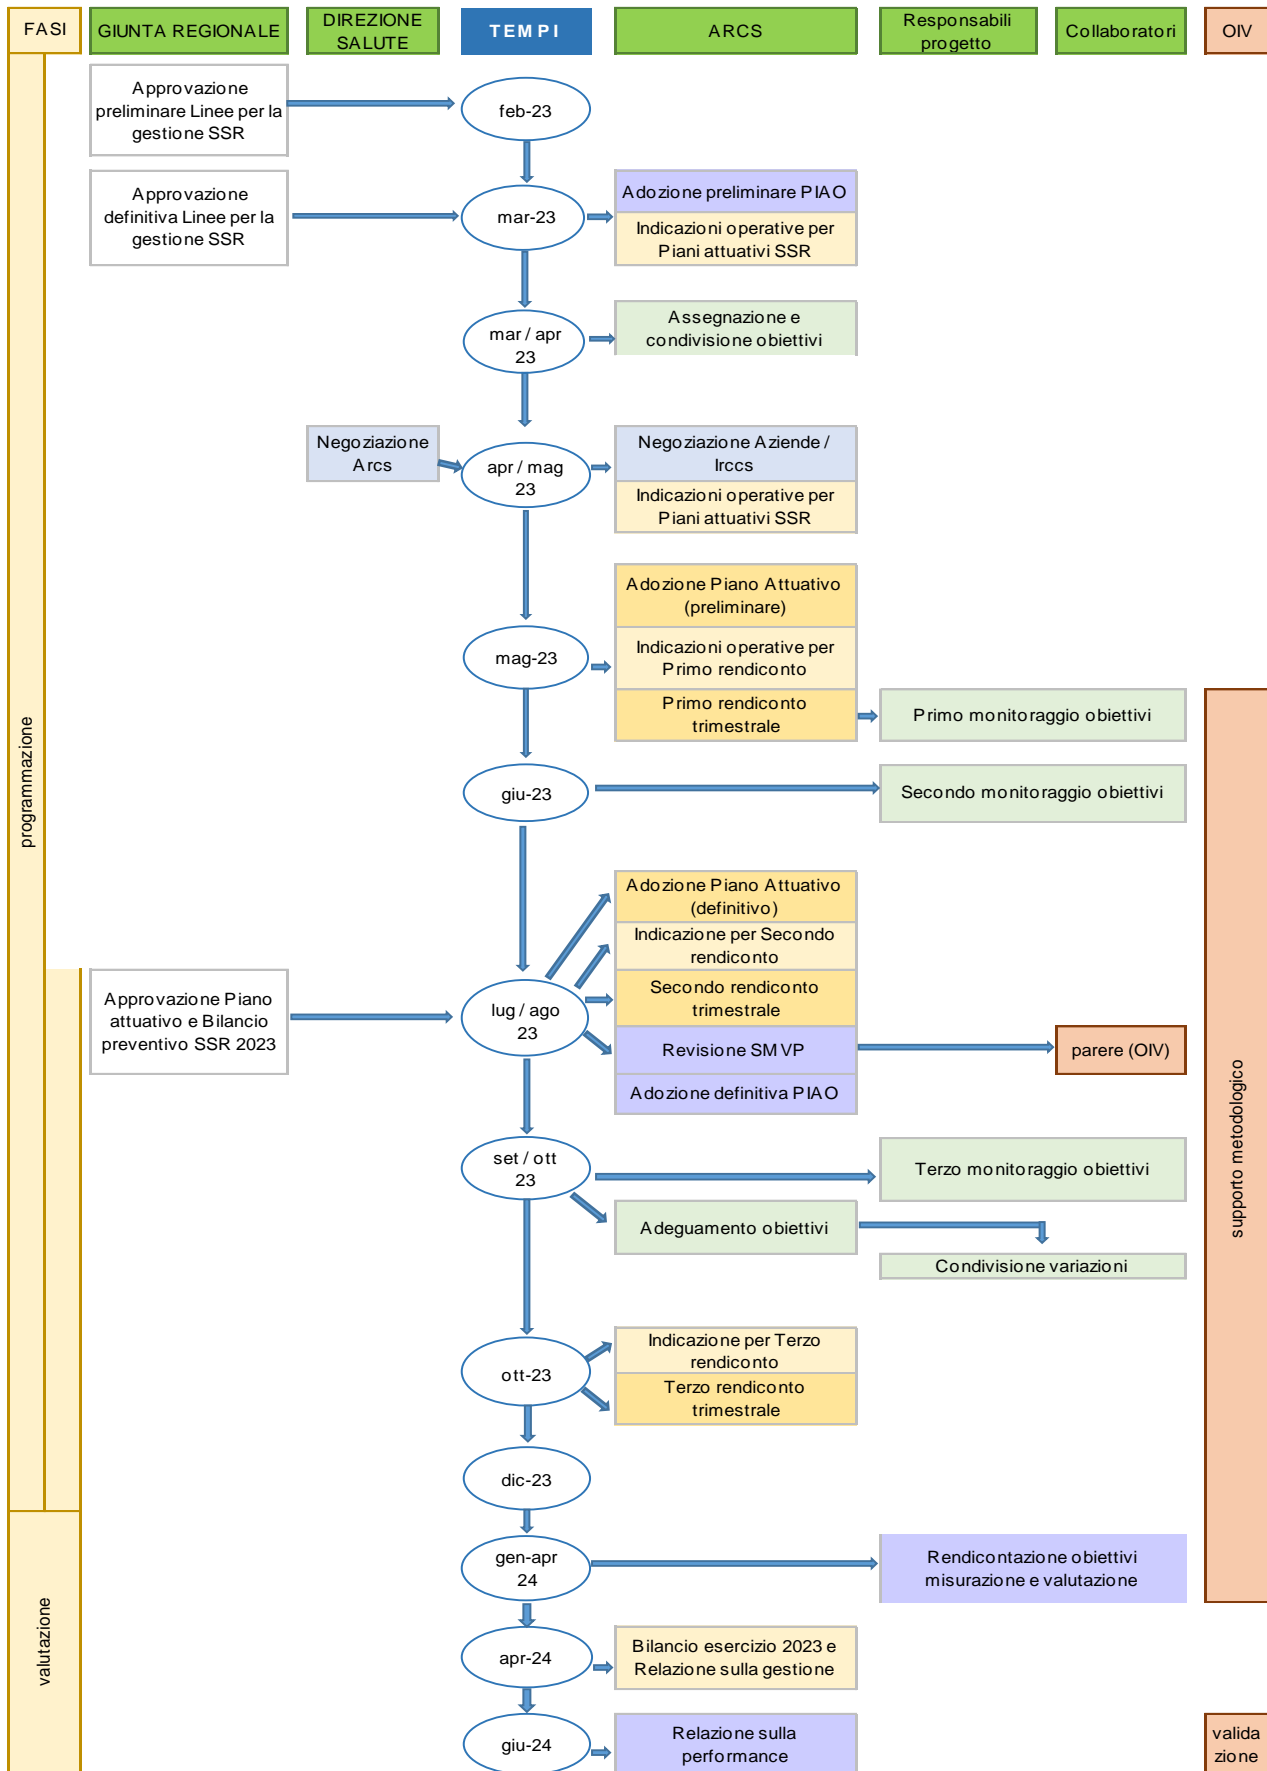 FASI
GIUNTA REGIONALE
DIREZIONE
SALUTE
TEMPI
ARCS
Responsabili
progetto
Collaboratori
OIV
Approvazione
preliminare Linee per la
gestione SSR
feb-23
Approvazione
definitiva Linee per la
gestione SSR
mar-23
Adozione preliminare PIAO
Indicazioni operative per
Piani attuativi SSR
mar / apr
23
Assegnazione e
condivisione obiettivi
Negoziazione
Arcs
apr / mag
23
Negoziazione Aziende /
Irccs
Indicazioni operative per
Piani attuativi SSR
Adozione Piano Attuativo
(preliminare)
mag-23
Indicazioni operative per
Primo rendiconto
Primo rendiconto
trimestrale
Primo monitoraggio obiettivi
programmazione
giu-23
Secondo monitoraggio obiettivi
Adozione Piano Attuativo
(definitivo)
Indicazione per Secondo
rendiconto
Approvazione Piano
attuativo e Bilancio
preventivo SSR 2023
lug / ago
23
Secondo rendiconto
trimestrale
Revisione SMVP
parere (OIV)
Adozione definitiva PIAO
supporto metodologico
set / ott
23
Terzo monitoraggio obiettivi
Adeguamento obiettivi
Condivisione variazioni
ott-23
Indicazione per Terzo
rendiconto
Terzo rendiconto
trimestrale
dic-23
gen-apr
24
Rendicontazione obiettivi
misurazione e valutazione
valutazione
apr-24
Bilancio esercizio 2023 e
Relazione sulla gestione
giu-24
Relazione sulla
performance
valida
zione